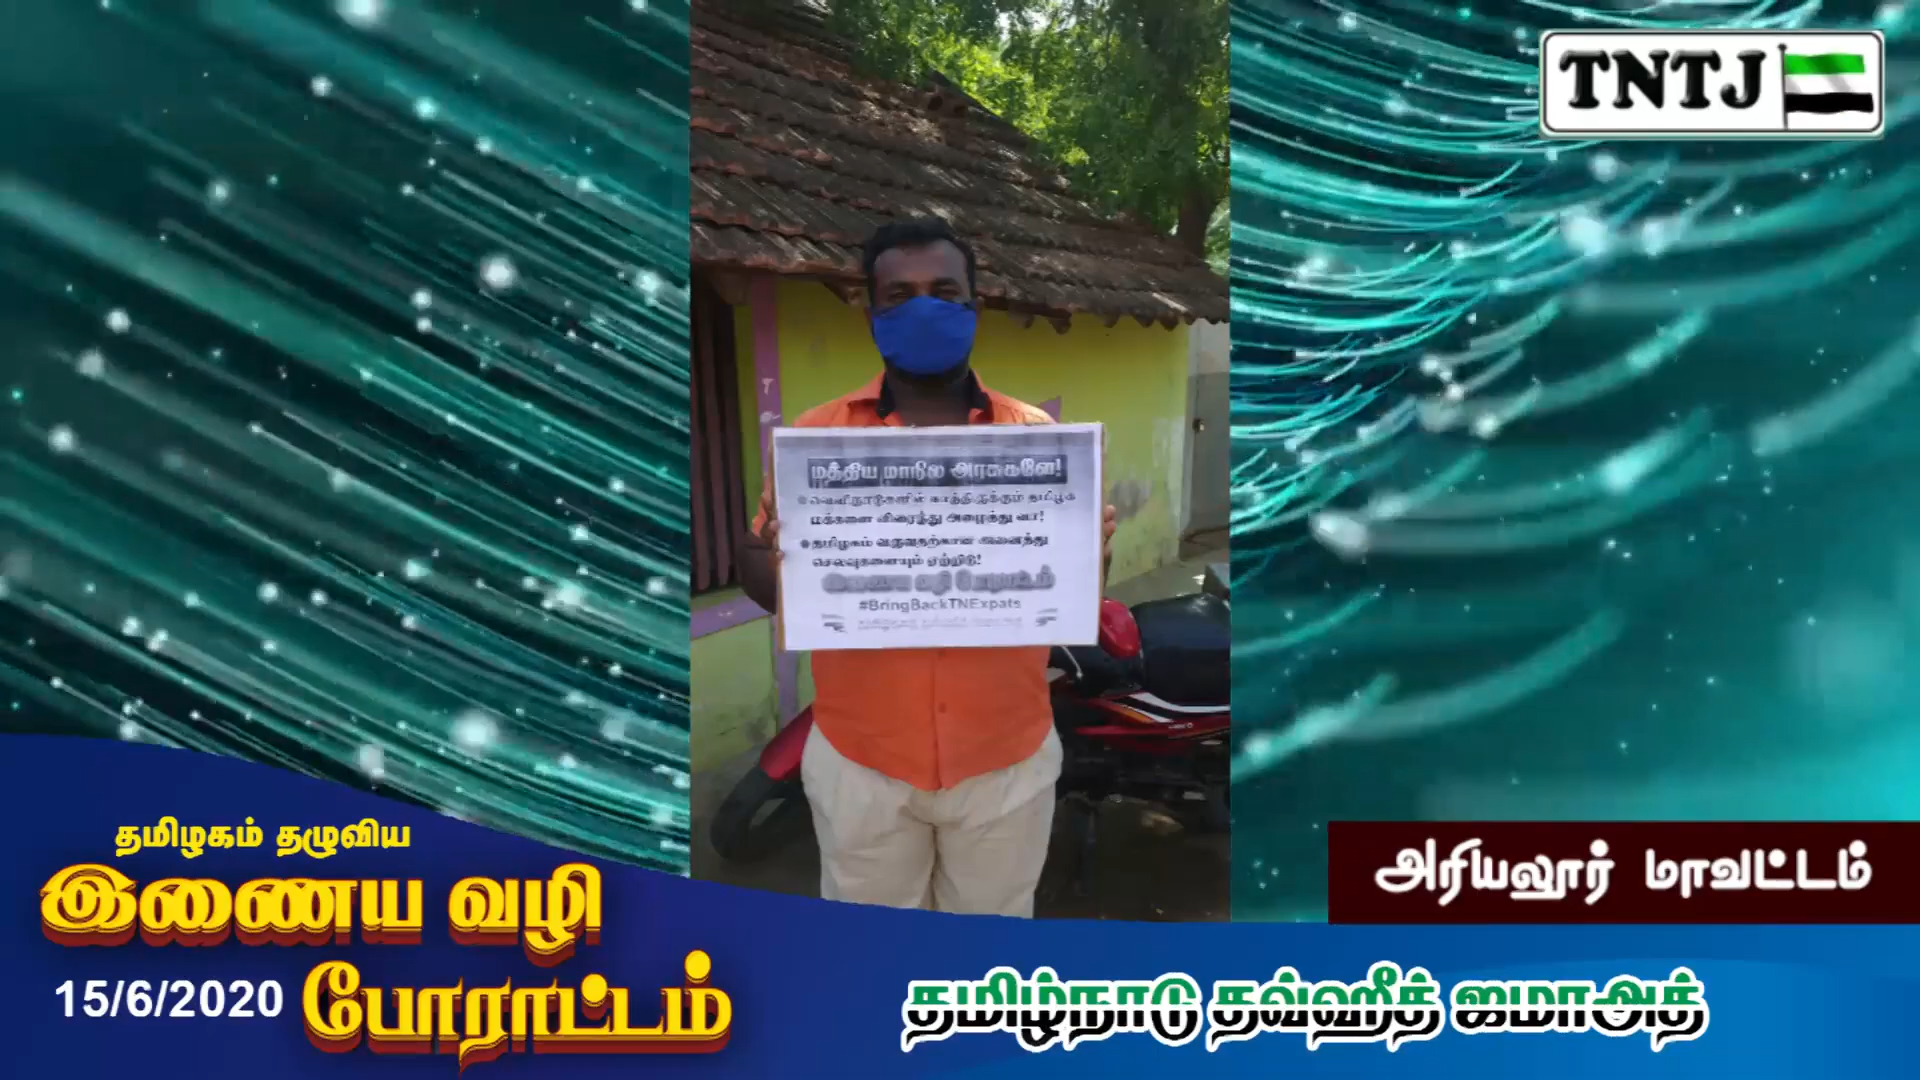 TNTJ
மத்திய மாநில அரசுகளே!
வெளிநாடுகளில் காத்திருக்கும் தமிழக
மக்களை விரைந்து அழைத்து வா!
தமிழகம் வருவதற்கான அனைத்து
செலவுகளையும் ஏற்றிடு!
இணைய வழி போராட்டம்
#BringBackTNExpats
தமிழகம் தழுவிய
இணைய வழி
15/6/2020 போராட்டம்
அரியலூர் மாவட்டம்
தமிழ்நாடு தவ்ஹீத் ஜமாஅத்